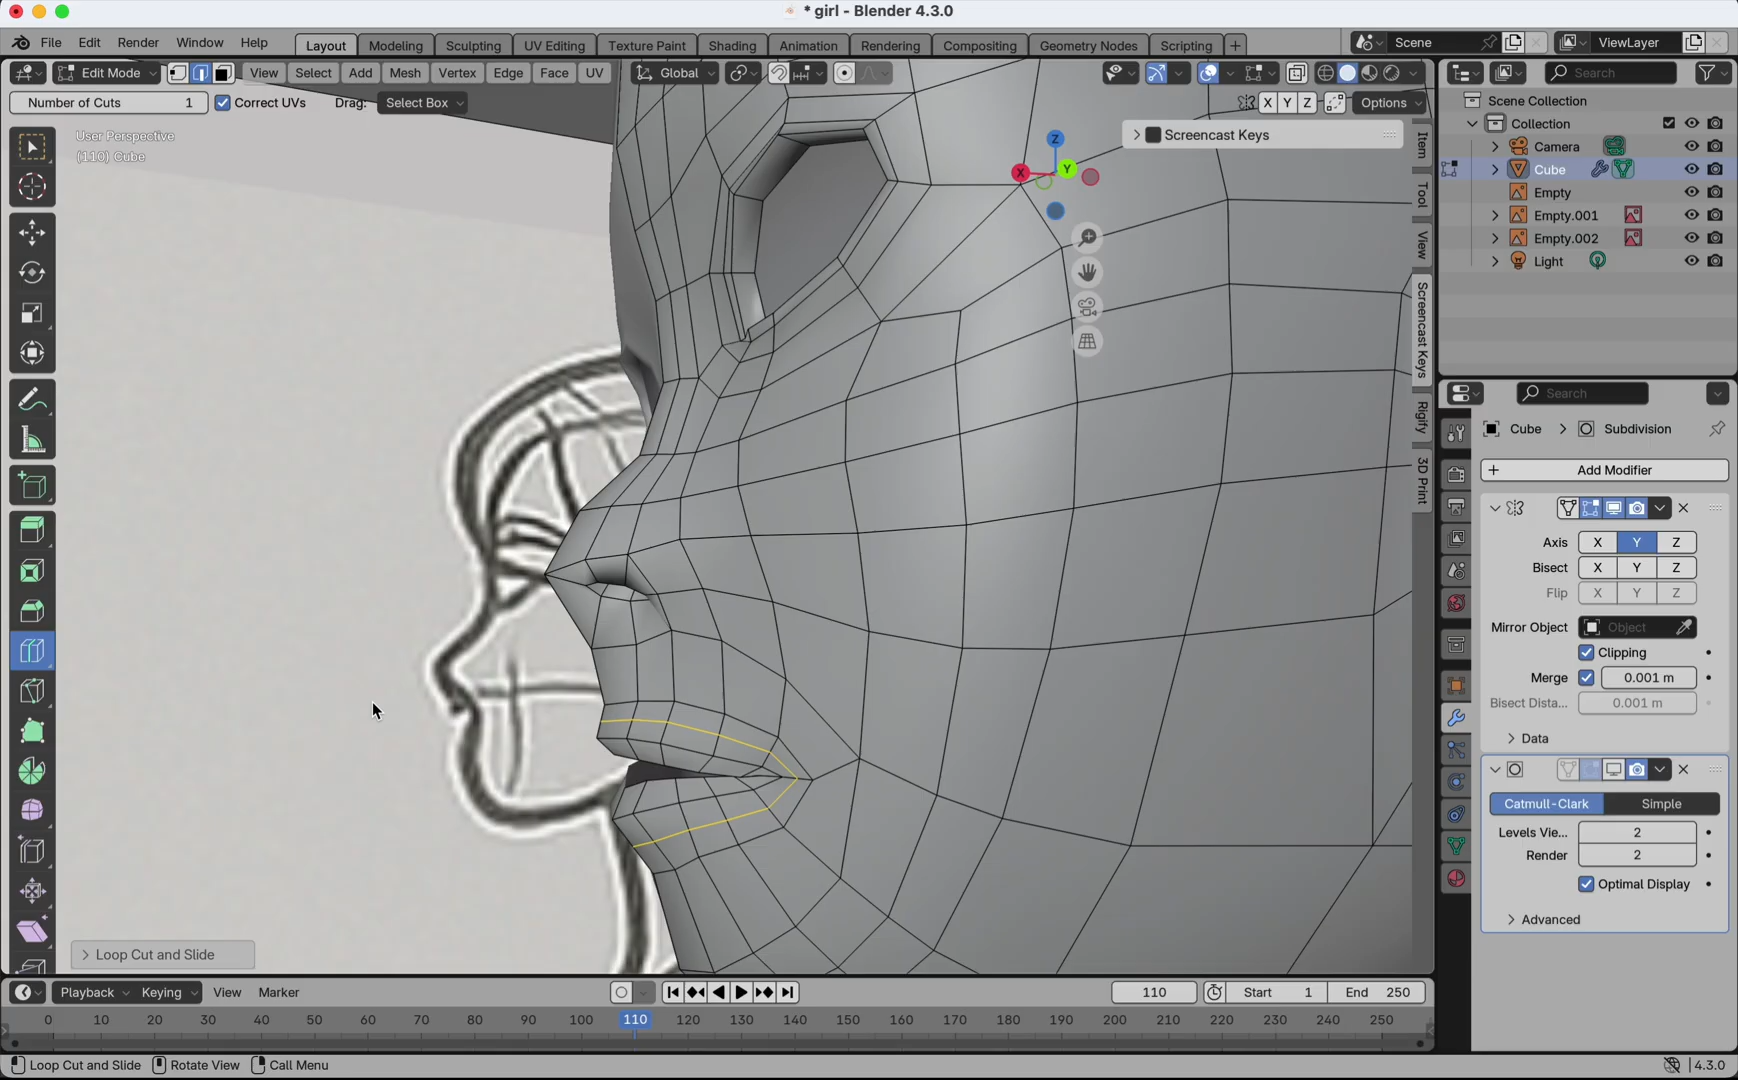 * girl - Blender 4.3.0
File Edit Render Window Help Layout Modeling Sculpting UV Editing Texture Paint Shading Animation Rendering Compositing Geometry Nodes Scripting + Scene ViewLayer
Edit Mode View Select Add Mesh Vertex Edge Face UV Global Search
Number of Cuts 1 Correct UVs Drag: Select Box X Y Z Options
User Perspective
(110) Cube
Screencast Keys
Z
X Y
Item
Tool
View
Screencast Keys
Rigify
3D Print
Scene Collection
Collection
Camera
Cube
Empty
Empty.001
Empty.002
Light
Search
Cube > Subdivision
+ Add Modifier
Axis X Y Z
Bisect X Y Z
Flip X Y Z
Mirror Object Object
Clipping
Merge 0.001 m
Bisect Dista... 0.001 m
Data
Catmull-Clark Simple
Levels Vie... 2
Render 2
Optimal Display
Advanced
Loop Cut and Slide
Playback Keying View Marker 110 Start 1 End 250
0 10 20 30 40 50 60 70 80 90 100 110 120 130 140 150 160 170 180 190 200 210 220 230 240 250
Loop Cut and Slide Rotate View Call Menu 4.3.0